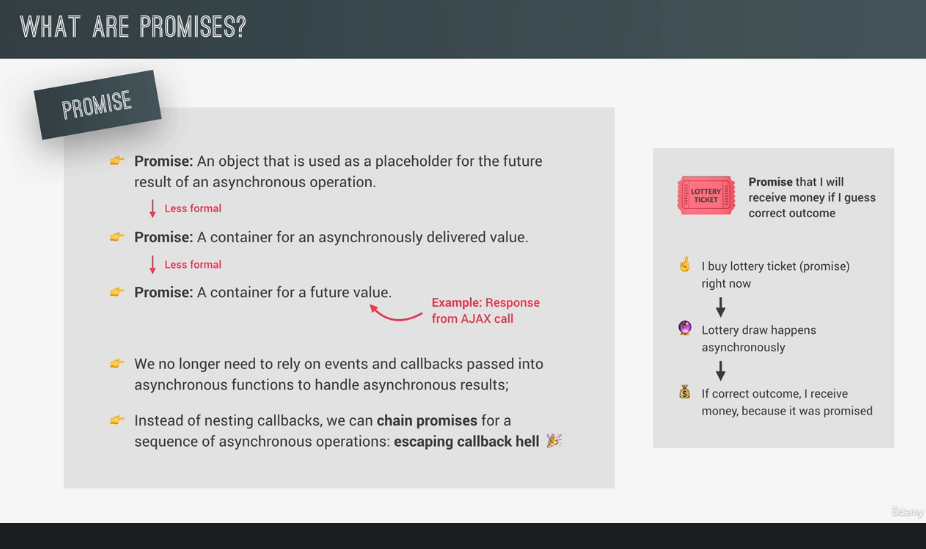 WHAT ARE PROMISES?
PROMISE
Promise: An object that is used as a placeholder for the future
result of an asynchronous operation.
Less formal
Promise: A container for an asynchronously delivered value.
Less formal
Promise: A container for a future value.
Example: Response
from AJAX call
We no longer need to rely on events and callbacks passed into
asynchronous functions to handle asynchronous results;
Instead of nesting callbacks, we can chain promises for a
sequence of asynchronous operations: escaping callback hell
LOTTERY
TICKET
Promise that I will
receive money if I guess
correct outcome
I buy lottery ticket (promise)
right now
Lottery draw happens
asynchronously
If correct outcome, I receive
money, because it was promised
ûdemy